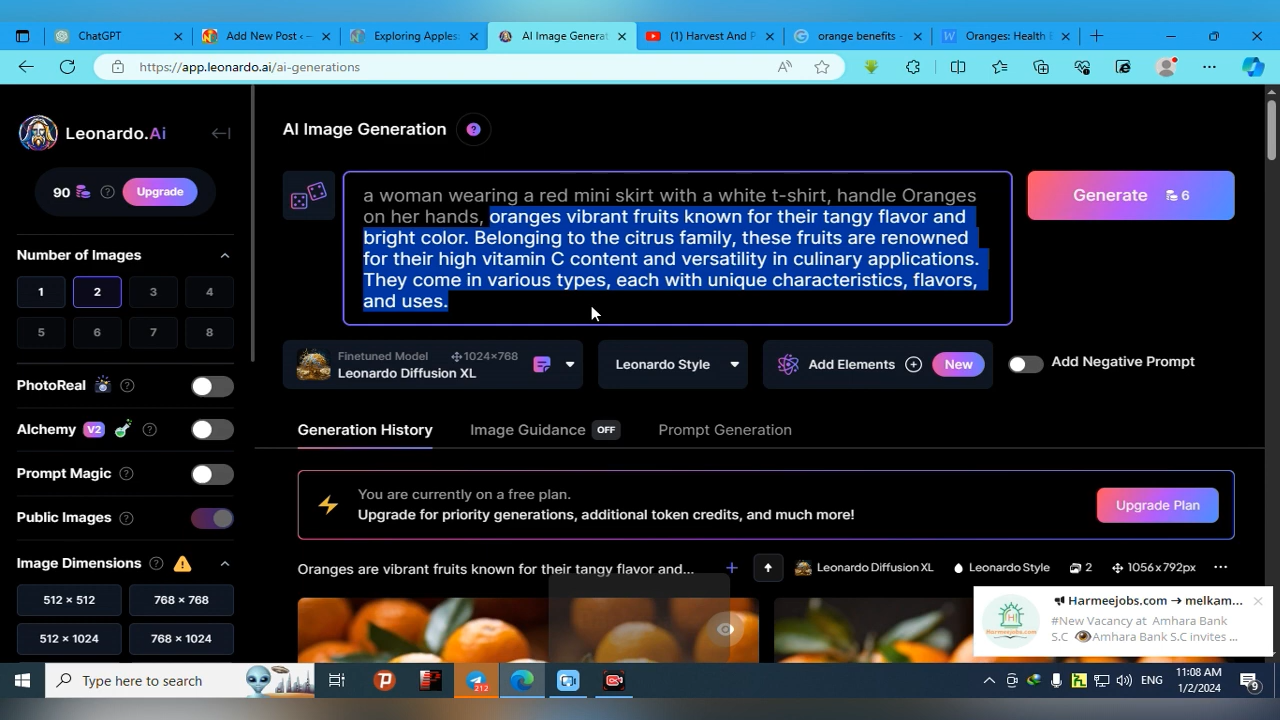 ChatGPT
Add New Post ‹
Exploring Apples:
AI Image Generat
(1) Harvest And P
orange benefits -
Oranges: Health
https://app.leonardo.ai/ai-generations
Leonardo.Ai
90
Upgrade
Number of Images
1 2 3 4
5 6 7 8
PhotoReal
Alchemy V2
Prompt Magic
Public Images
Image Dimensions
512 × 512
768 × 768
512 × 1024
768 × 1024
AI Image Generation
a woman wearing a red mini skirt with a white t-shirt, handle Oranges
on her hands, oranges vibrant fruits known for their tangy flavor and
bright color. Belonging to the citrus family, these fruits are renowned
for their high vitamin C content and versatility in culinary applications.
They come in various types, each with unique characteristics, flavors,
and uses.
Generate 6
Finetuned Model 1024×768
Leonardo Diffusion XL
Leonardo Style
Add Elements
New
Add Negative Prompt
Generation History
Image Guidance OFF
Prompt Generation
You are currently on a free plan.
Upgrade for priority generations, additional token credits, and much more!
Upgrade Plan
Oranges are vibrant fruits known for their tangy flavor and...
Leonardo Diffusion XL
Leonardo Style
2
1056x792px
Harmeejobs.com → melkam...
#New Vacancy at Amhara Bank
S.C Amhara Bank S.C invites ...
Harmeejobs.com
Type here to search
212
ENG
11:08 AM
1/2/2024
9